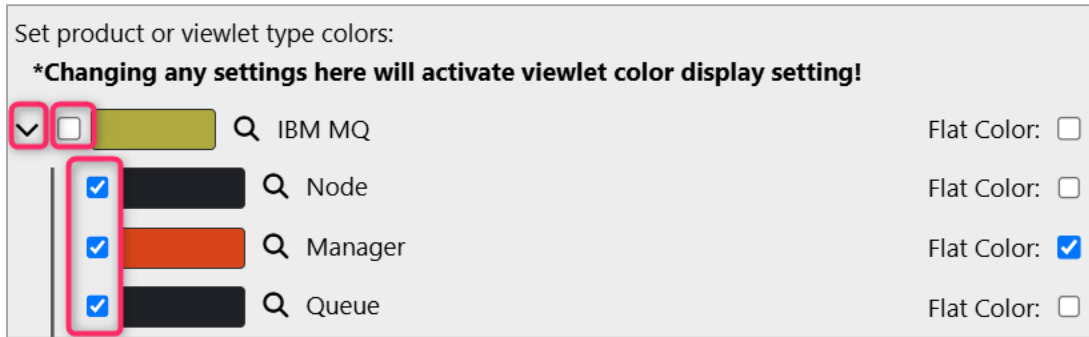 Set product or viewlet type colors:
*Changing any settings here will activate viewlet color display setting!
IBM MQ Flat Color:
Node Flat Color:
Manager Flat Color:
Queue Flat Color: